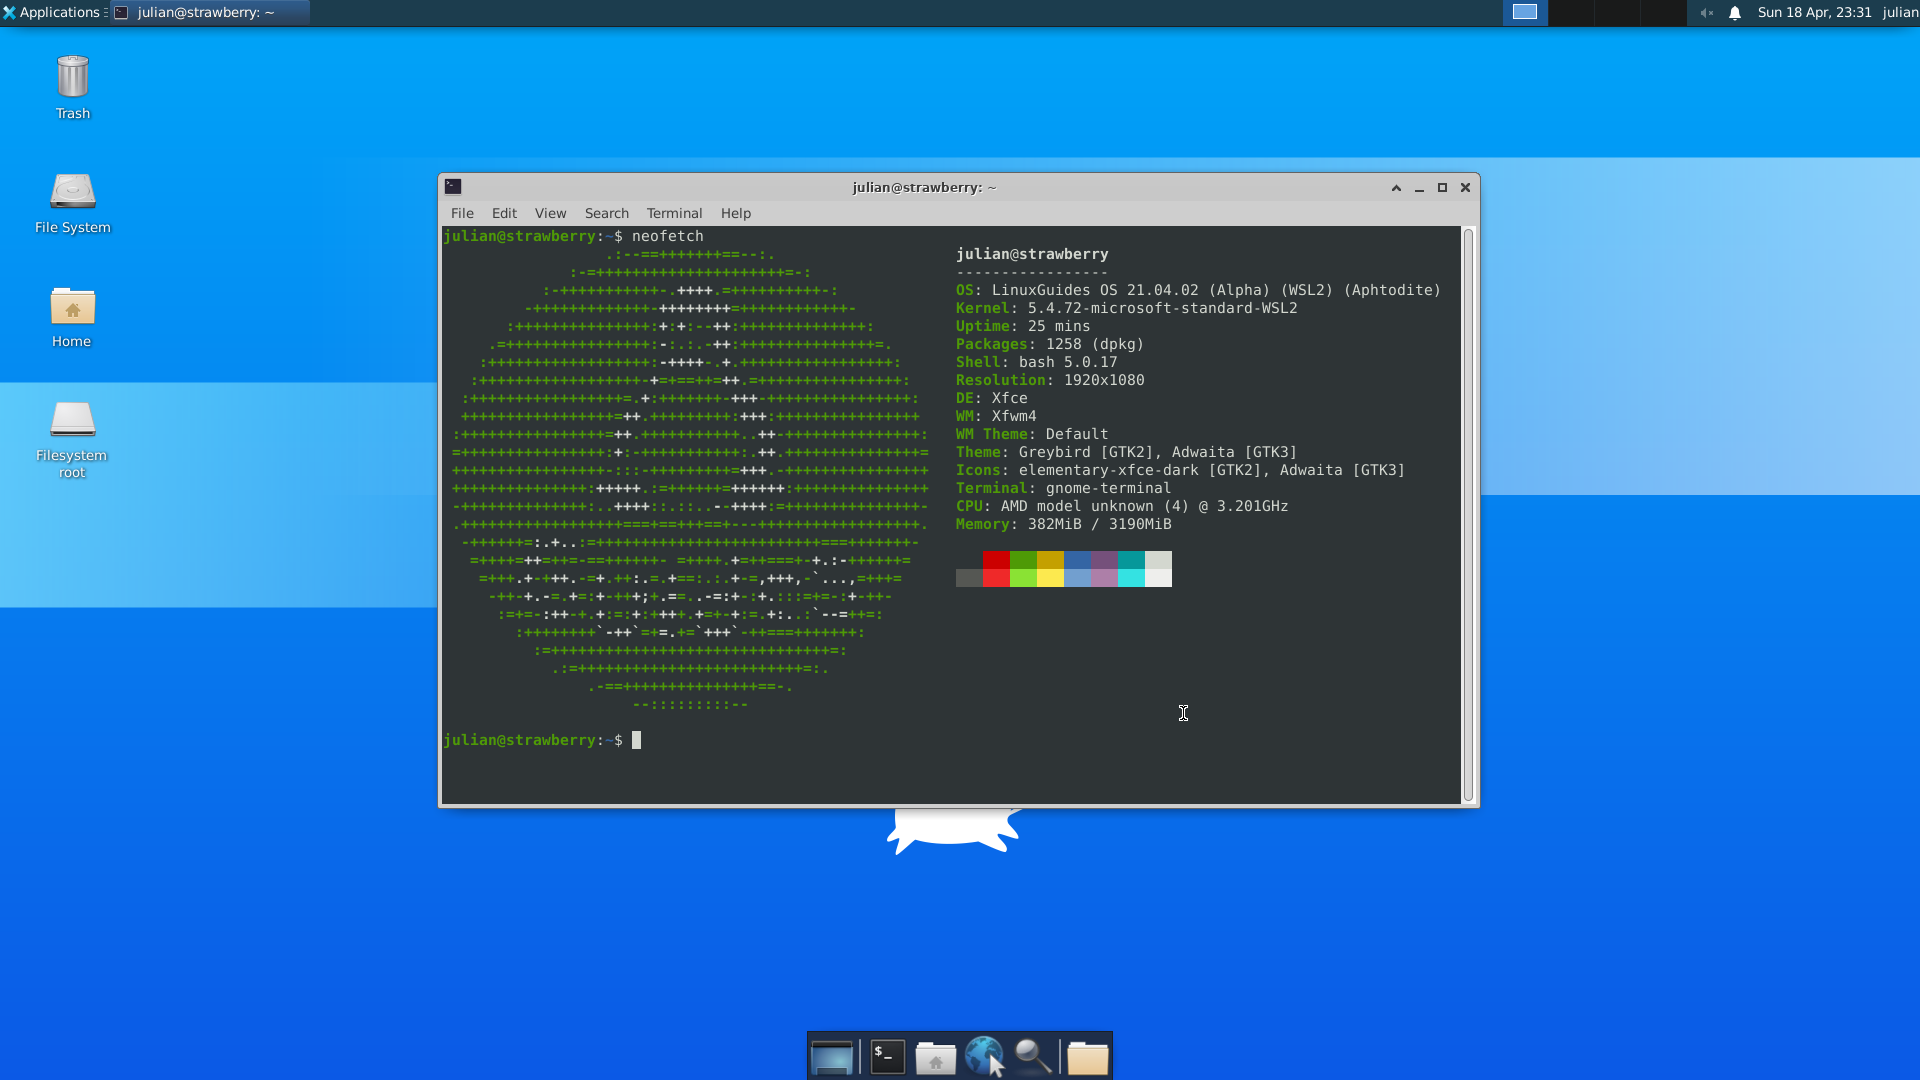 Applications
julian@strawberry: ~
Sun 18 Apr, 23:31
julian
Trash
File System
Home
Filesystem
root
julian@strawberry: ~
File Edit View Search Terminal Help
julian@strawberry:~$ neofetch
julian@strawberry
-----------------
OS: LinuxGuides OS 21.04.02 (Alpha) (WSL2) (Aphtodite)
Kernel: 5.4.72-microsoft-standard-WSL2
Uptime: 25 mins
Packages: 1258 (dpkg)
Shell: bash 5.0.17
Resolution: 1920x1080
DE: Xfce
WM: Xfwm4
WM Theme: Default
Theme: Greybird [GTK2], Adwaita [GTK3]
Icons: elementary-xfce-dark [GTK2], Adwaita [GTK3]
Terminal: gnome-terminal
CPU: AMD model unknown (4) @ 3.201GHz
Memory: 382MiB / 3190MiB
julian@strawberry:~$
$_